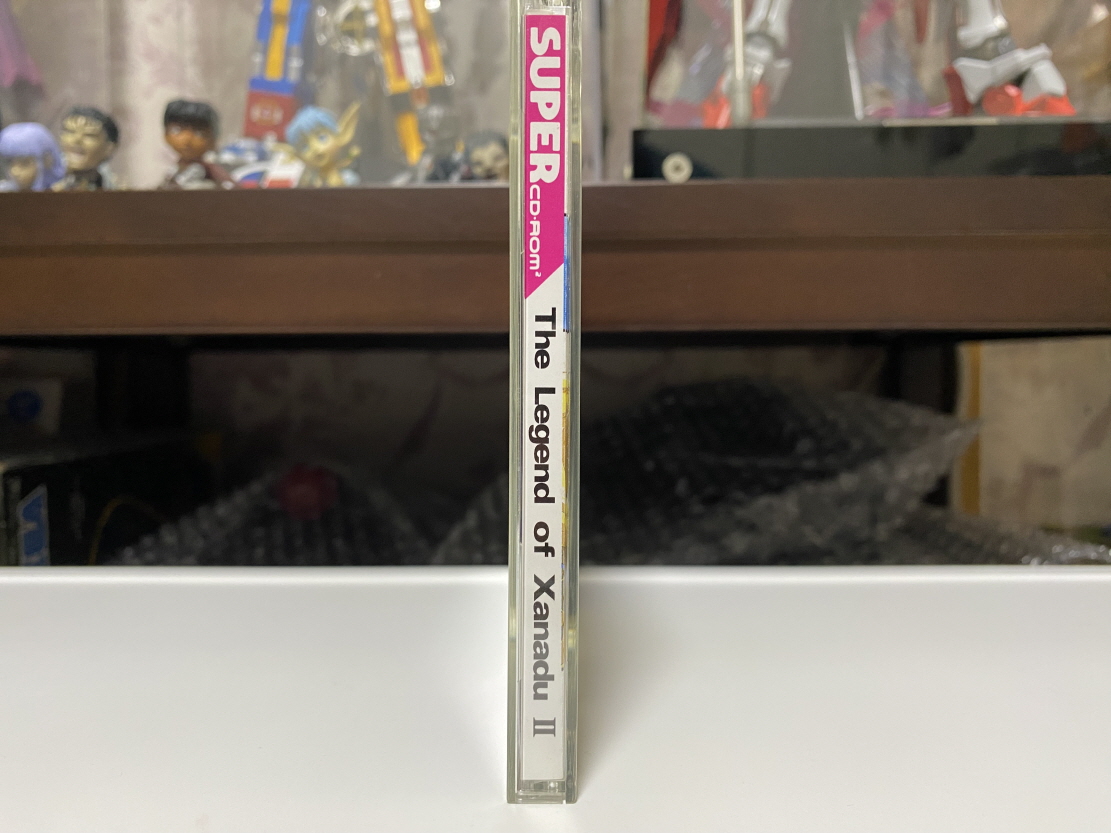 SUPER
CD-ROM²
The Legend of Xanadu II